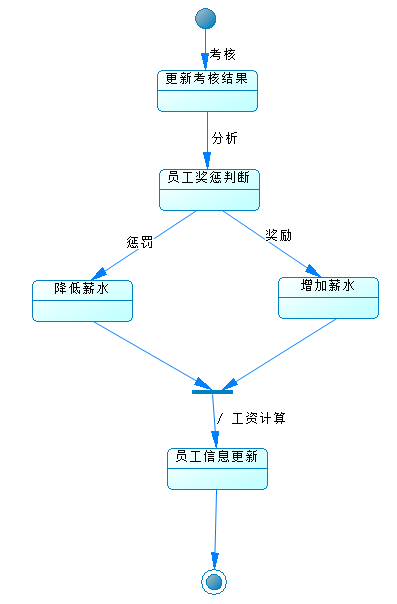 考核
更新考核结果
分析
员工奖惩判断
惩罚
奖励
降低薪水
增加薪水
/ 工资计算
员工信息更新